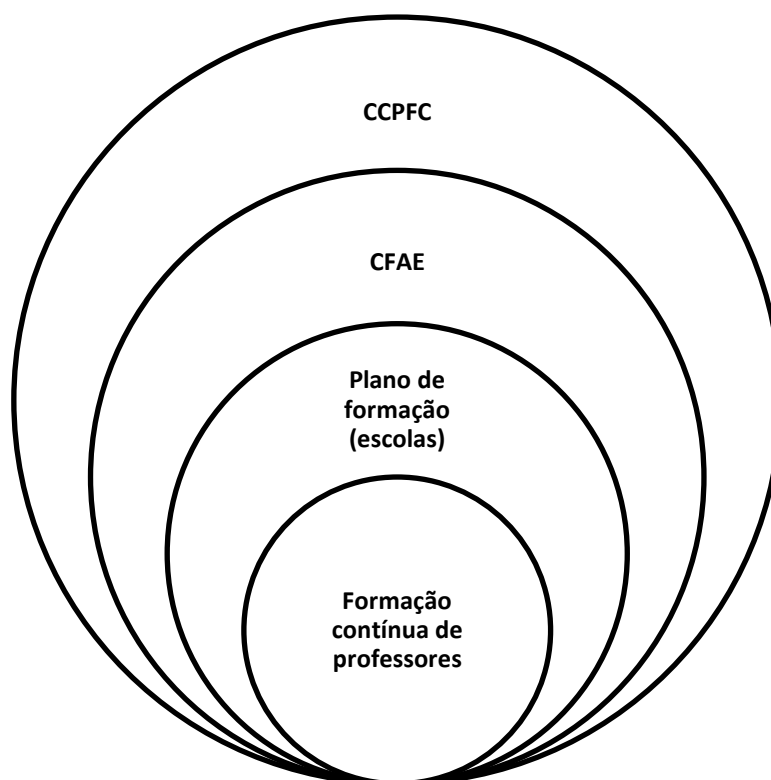 CCPFC
CFAE
Plano de
formação
(escolas)
Formação
contínua de
professores